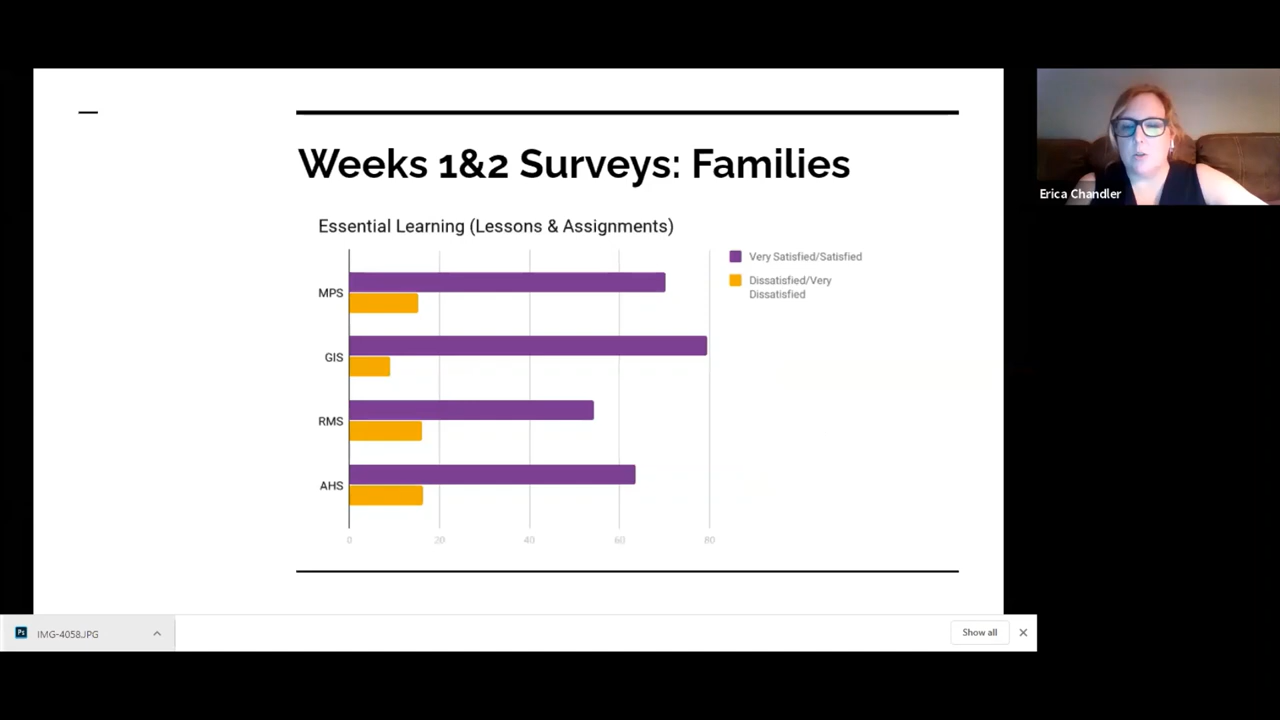 Weeks 1&2 Surveys: Families
Essential Learning (Lessons & Assignments)
Very Satisfied/Satisfied
Dissatisfied/Very
Dissatisfied
MPS
GIS
RMS
AHS
0 20 40 60 80
Erica Chandler
Ps IMG-4058.JPG
Show all